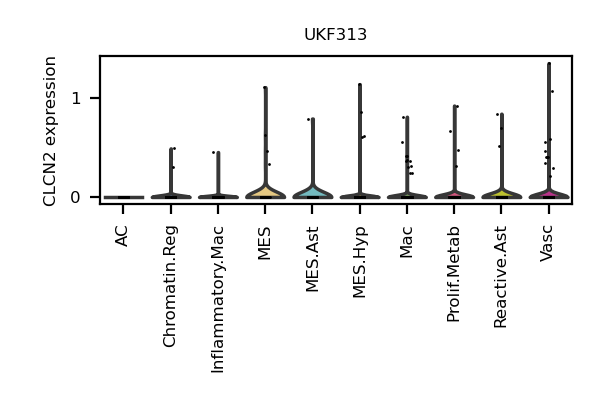 UKF313
CLCN2 expression
1
0
AC
Chromatin.Reg
Inflammatory.Mac
MES
MES.Ast
MES.Hyp
Mac
Prolif.Metab
Reactive.Ast
Vasc